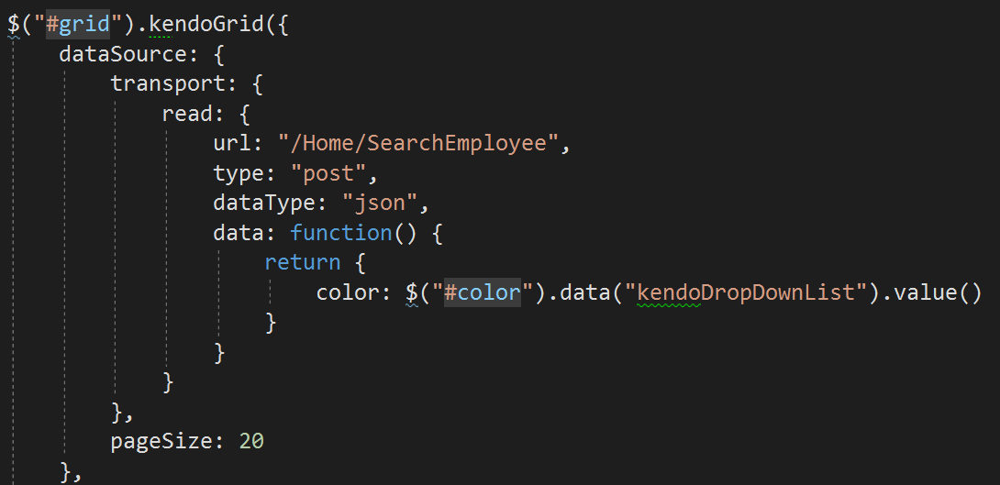 $("#grid").kendoGrid({
    dataSource: {
        transport: {
            read: {
                url: "/Home/SearchEmployee",
                type: "post",
                dataType: "json",
                data: function() {
                    return {
                        color: $("#color").data("kendoDropDownList").value()
                    }
                }
            }
        },
        pageSize: 20
    },